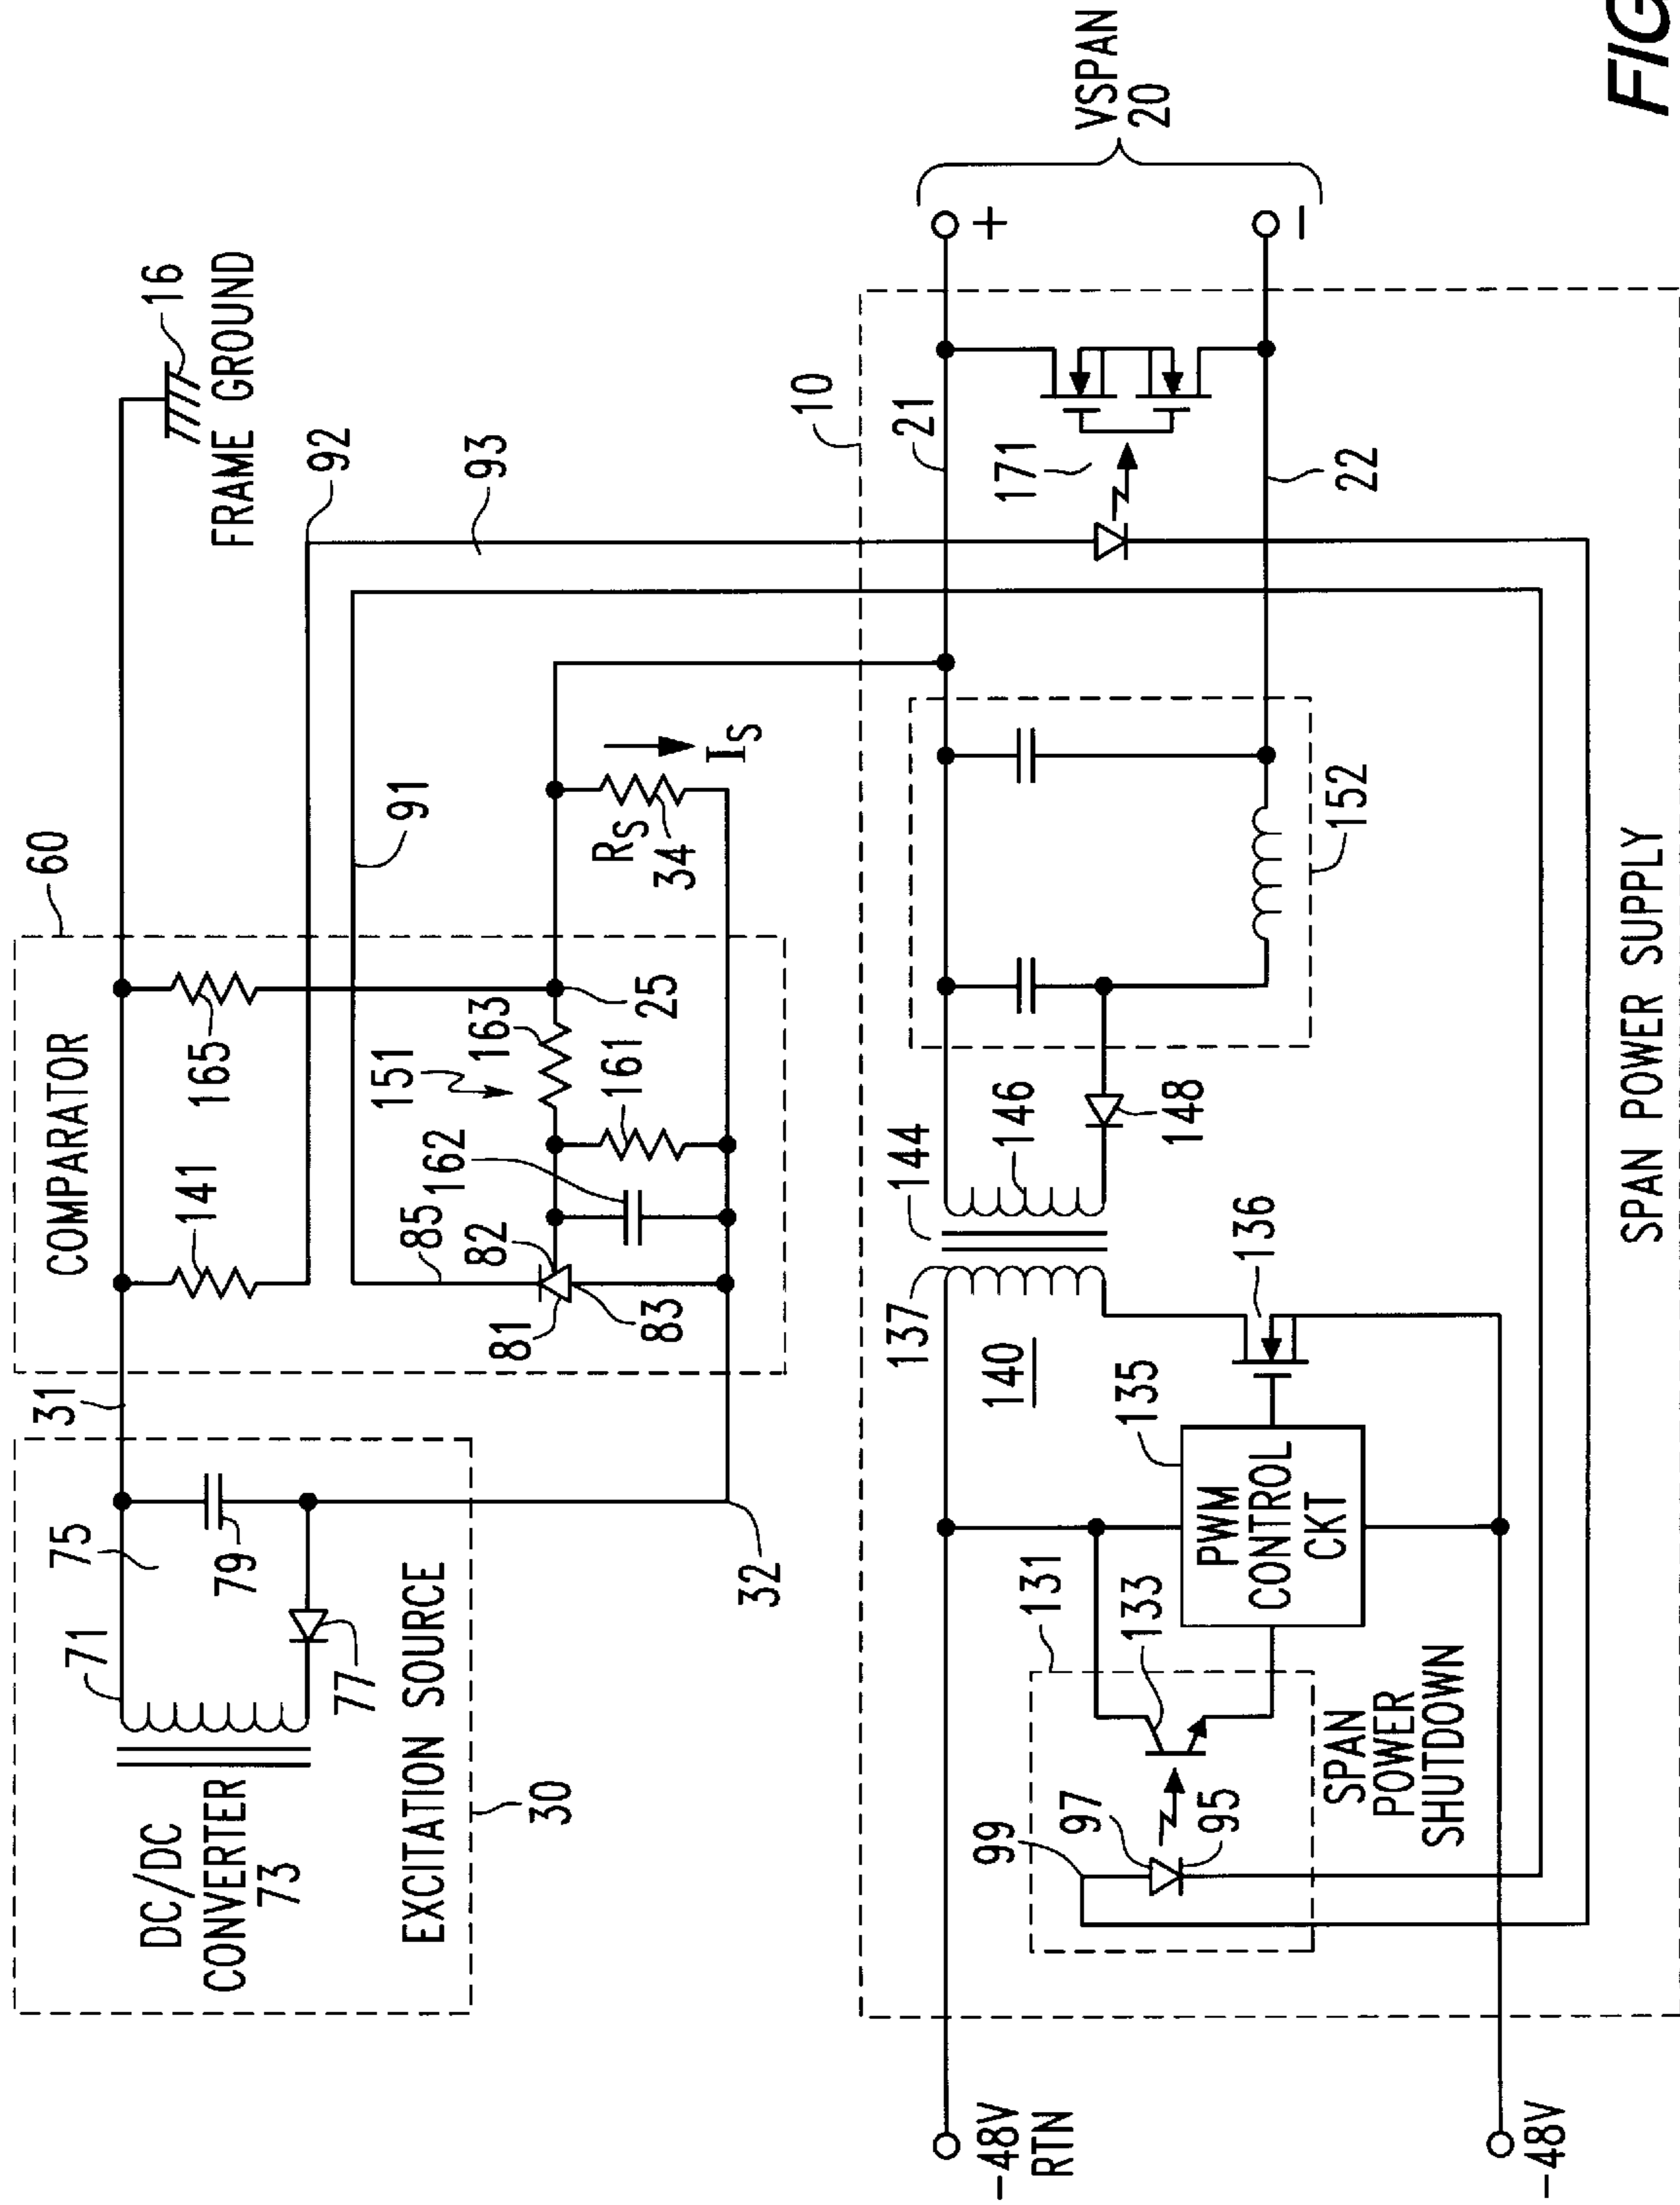 DC/DC
CONVERTER
73
71
75
79
77
EXCITATION SOURCE
30
31
32
COMPARATOR
60
141
165
151
163
162
161
85
82
81
83
25
91
RS
34
IS
16
FRAME GROUND
92
93
-48V
RTN
-48V
99
97
95
131
133
SPAN
POWER
SHUTDOWN
PWM
CONTROL
CKT
135
136
137
140
144
146
148
152
10
21
171
22
+
−
VSPAN
20
SPAN POWER SUPPLY
FIG